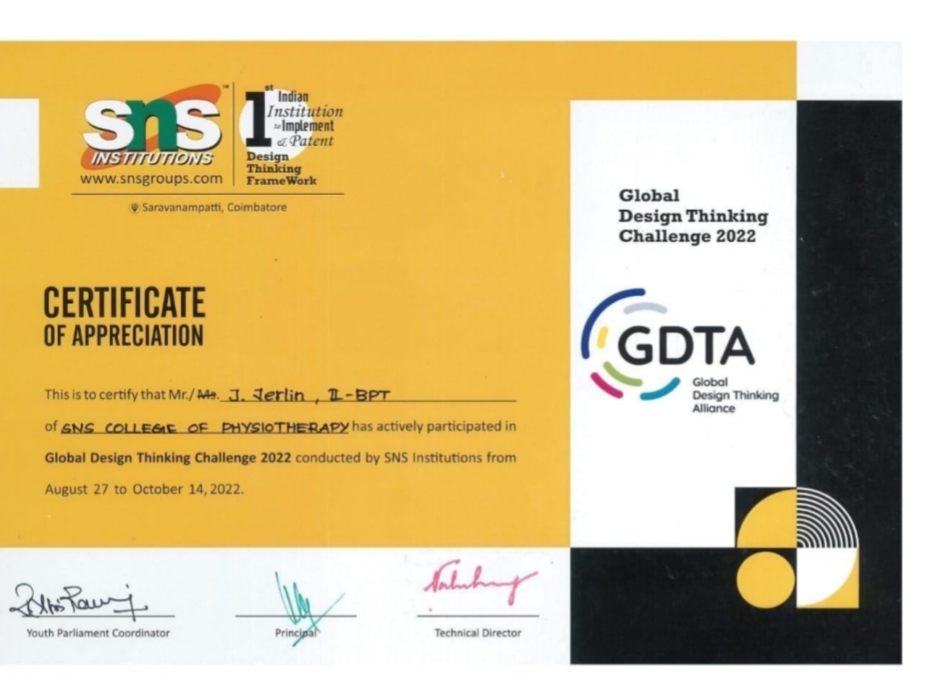 sns™
INSTITUTIONS
www.snsgroups.com
1st Indian
Institution
to Implement
& Patent
Design
Thinking
FrameWork
Saravanampatti, Coimbatore
Global
Design Thinking
Challenge 2022
CERTIFICATE
OF APPRECIATION
GDTA
Global
Design Thinking
Alliance
This is to certify that Mr./ Ms. J. Jerlin , II-BPT
of SNS COLLEGE OF PHYSIOTHERAPY has actively participated in
Global Design Thinking Challenge 2022 conducted by SNS Institutions from
August 27 to October 14, 2022.
Youth Parliament Coordinator
Principal
Technical Director